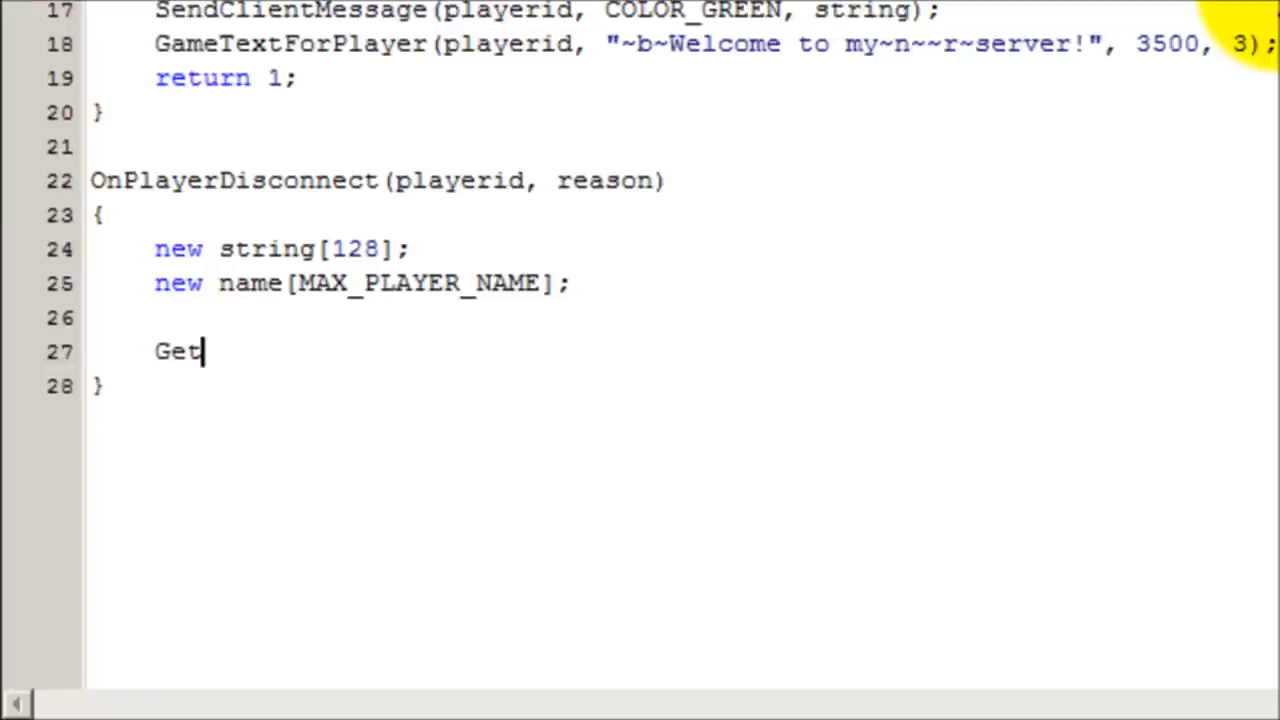 17 SendClientMessage(playerid, COLOR_GREEN, string);
18 GameTextForPlayer(playerid, "~b~Welcome to my~n~~r~server!", 3500, 3);
19 return 1;
20 }
21
22 OnPlayerDisconnect(playerid, reason)
23 {
24 new string[128];
25 new name[MAX_PLAYER_NAME];
26
27 Get
28 }